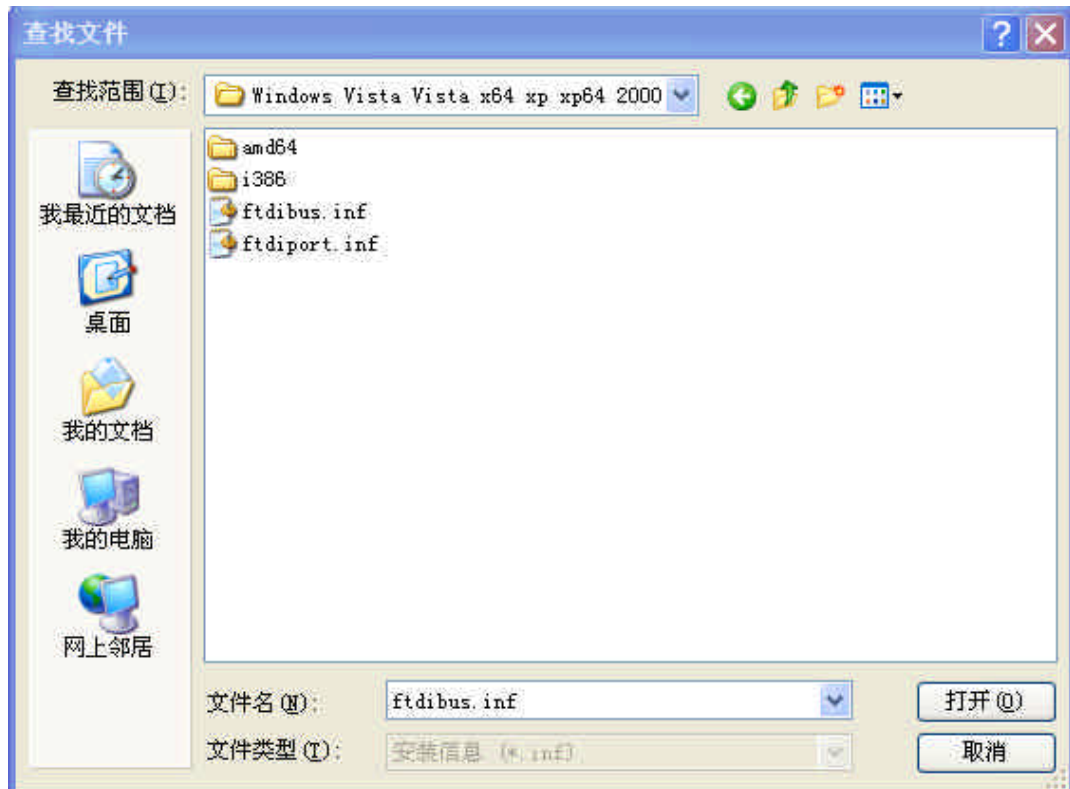 查找文件
查找范围(I):
Windows Vista Vista x64 xp xp64 2000
amd64
i386
ftdibus.inf
ftdiport.inf
我最近的文档
桌面
我的文档
我的电脑
网上邻居
文件名(N):
ftdibus.inf
打开(O)
文件类型(T):
安装信息 (*.inf)
取消